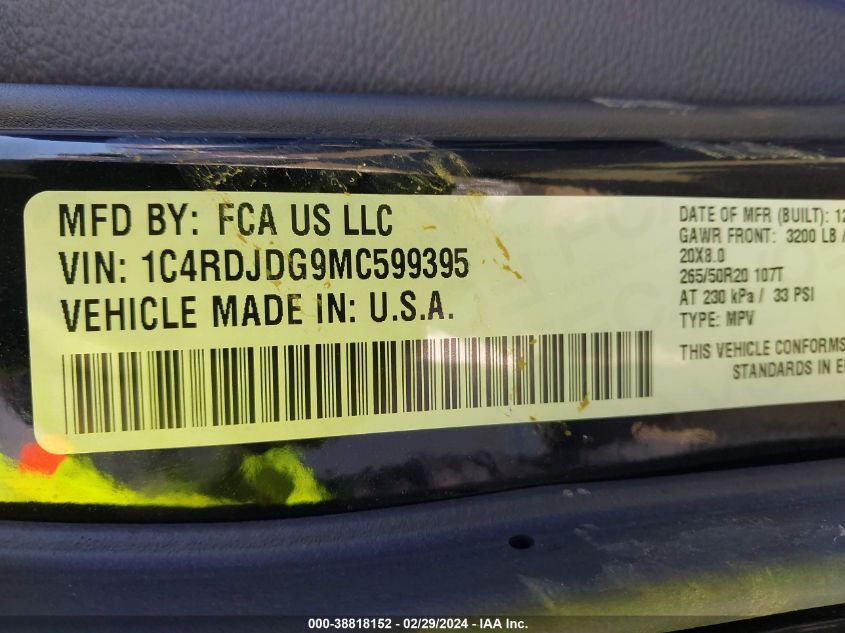 MFD BY: FCA US LLC
VIN: 1C4RDJDG9MC599395
VEHICLE MADE IN: U.S.A.
DATE OF MFR (BUILT): 12
GAWR FRONT: 3200 LB
20X8.0
265/50R20 107T
AT 230 kPa / 33 PSI
TYPE: MPV
THIS VEHICLE CONFORMS
STANDARDS IN
000-38818152 - 02/29/2024 - IAA Inc.